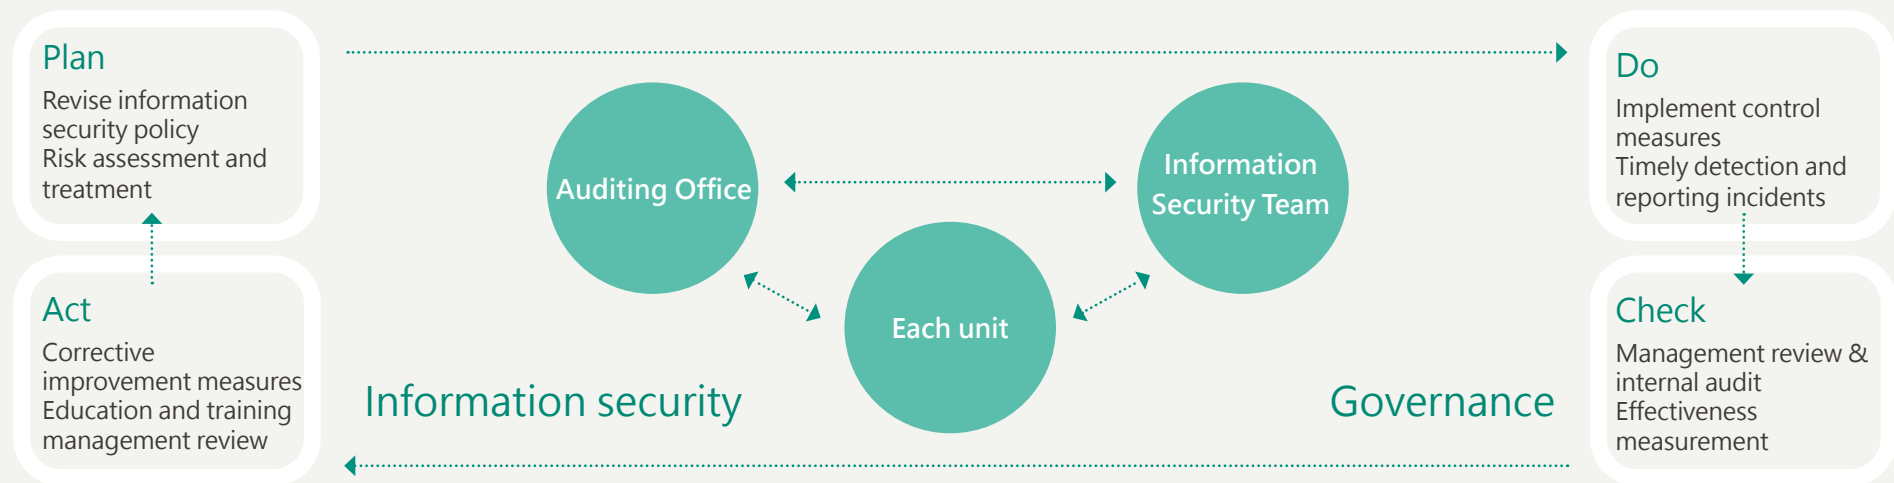 Plan
Revise information
security policy
Risk assessment and
treatment
Act
Corrective
improvement measures
Education and training
management review
Auditing Office
Information
Security Team
Each unit
Information security
Governance
Do
Implement control
measures
Timely detection and
reporting incidents
Check
Management review &
internal audit
Effectiveness
measurement